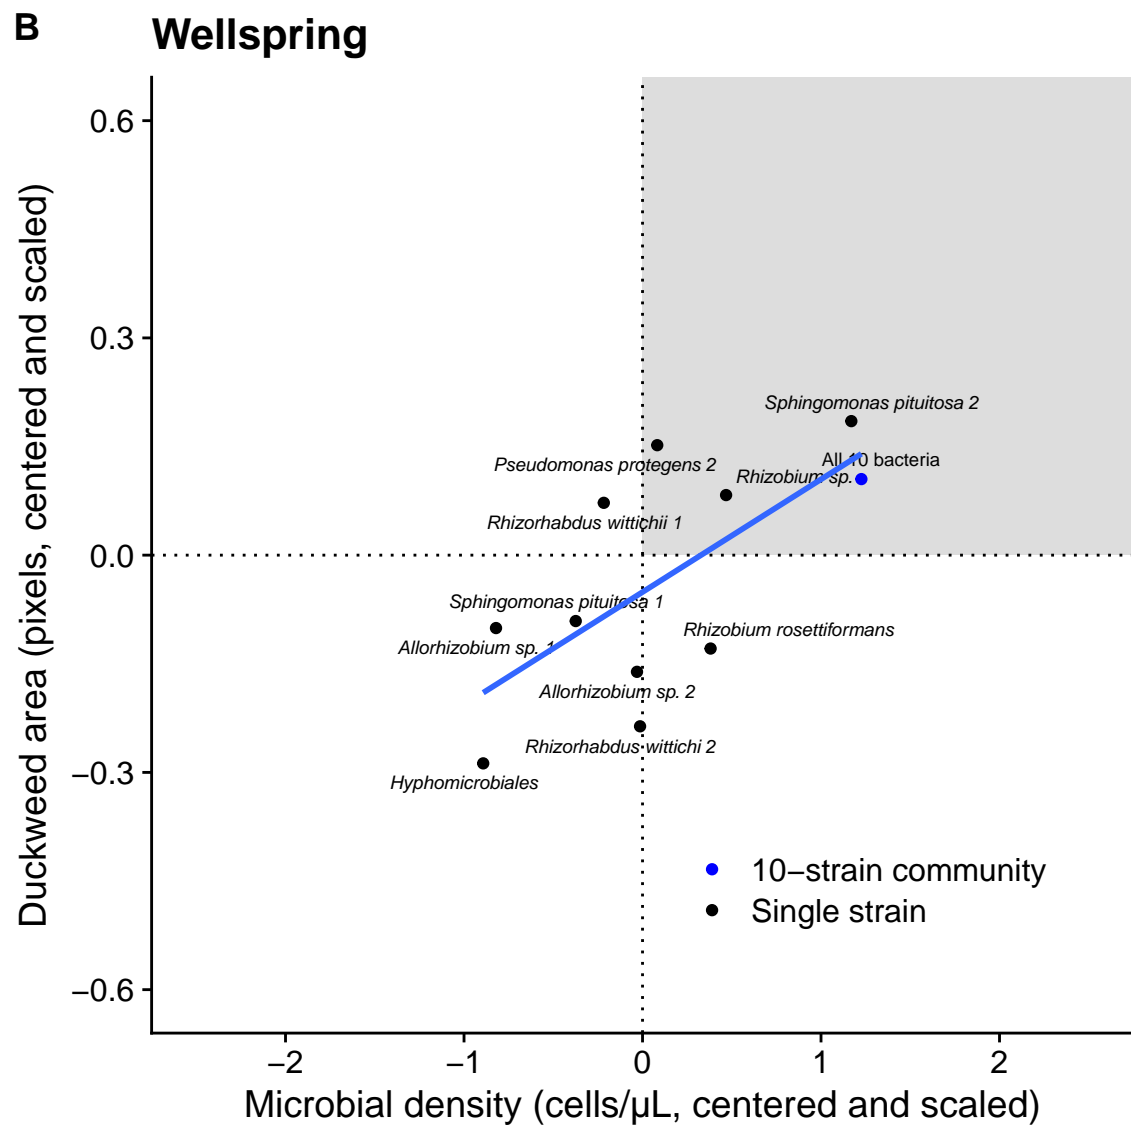 B
Wellspring
Duckweed area (pixels, centered and scaled)
0.6
0.3
0.0
−0.3
−0.6
Sphingomonas pituitosa 2
All 10 bacteria
Pseudomonas protegens 2
Rhizobium sp.
Rhizorhabdus wittichii 1
Sphingomonas pituitosa 1
Rhizobium rosettiformans
Allorhizobium sp. 1
Allorhizobium sp. 2
Rhizorhabdus wittichi 2
Hyphomicrobiales
10−strain community
Single strain
−2
−1
0
1
2
Microbial density (cells/µL, centered and scaled)